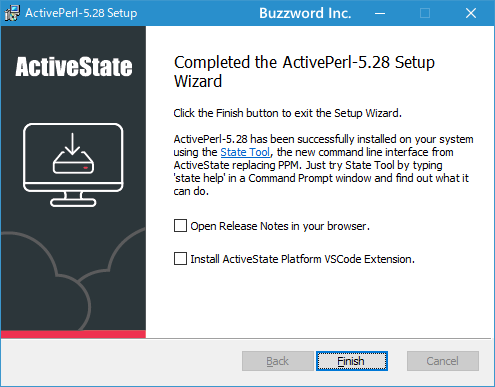 ActivePerl-5.28 Setup
Buzzword Inc.
ActiveState
Completed the ActivePerl-5.28 Setup
Wizard
Click the Finish button to exit the Setup Wizard.
ActivePerl-5.28 has been successfully installed on your system
using the State Tool, the new command line interface from
ActiveState replacing PPM. Just try State Tool by typing
'state help' in a Command Prompt window and find out what it
can do.
Open Release Notes in your browser.
Install ActiveState Platform VSCode Extension.
Back
Finish
Cancel